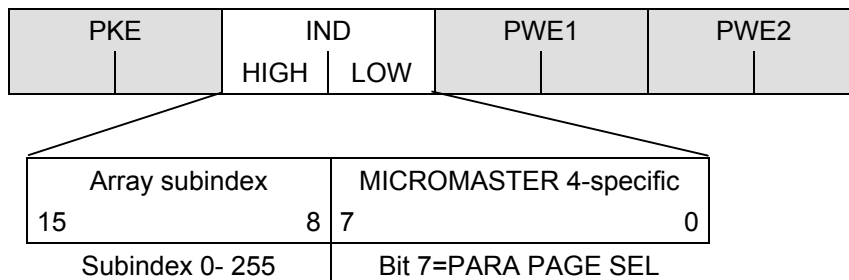 PKE IND PWE1 PWE2
HIGH LOW
Array subindex MICROMASTER 4-specific
15 8 7 0
Subindex 0- 255 Bit 7=PARA PAGE SEL